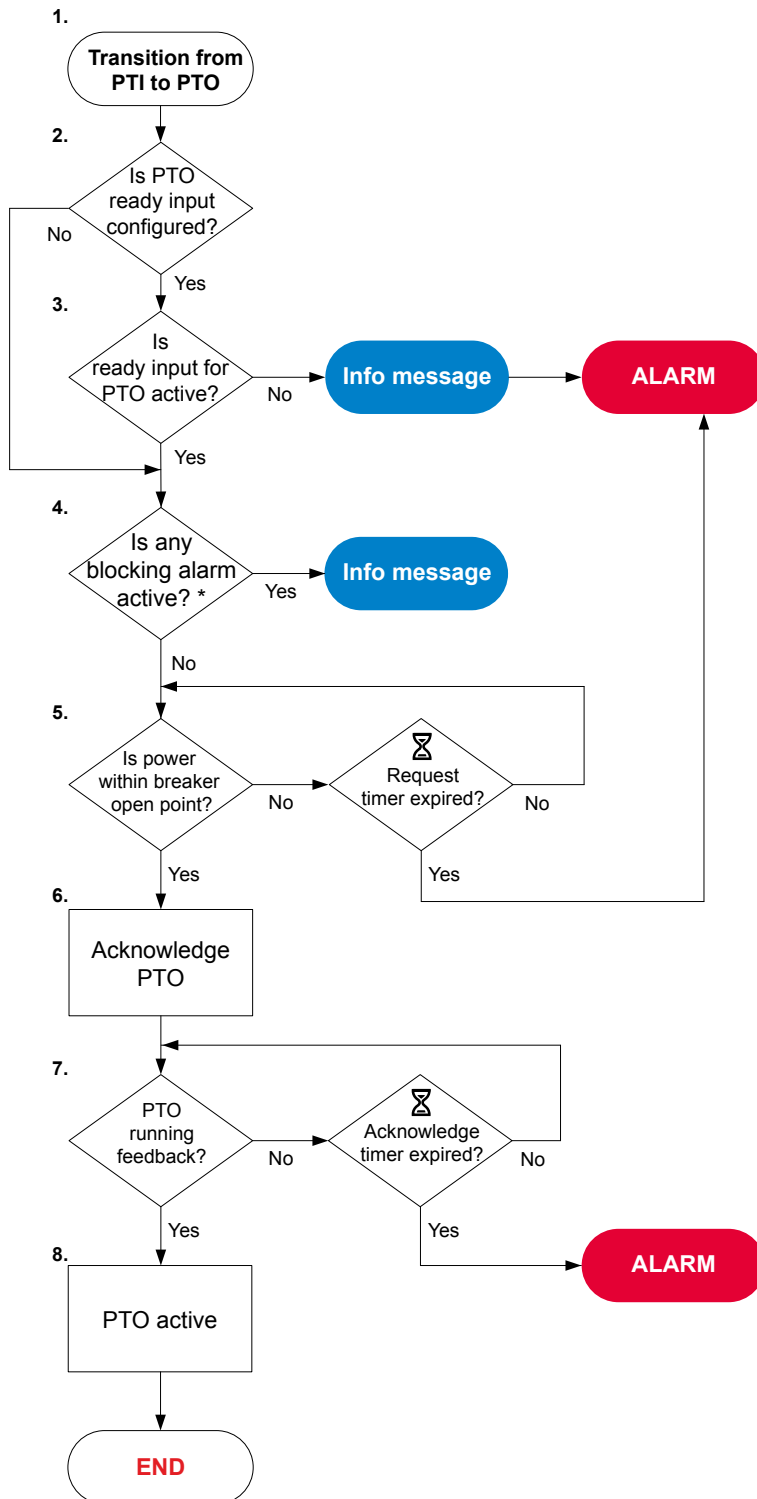 1.
Transition from
PTI to PTO
2.
Is PTO
ready input
configured?
No
Yes
3.
Is
ready input for
PTO active?
No
Info message
ALARM
Yes
4.
Is any
blocking alarm
active? *
Yes
Info message
No
5.
Is power
within breaker
open point?
No
Request
timer expired?
No
Yes
Yes
6.
Acknowledge
PTO
7.
PTO
running
feedback?
No
Acknowledge
timer expired?
No
Yes
Yes
ALARM
8.
PTO active
END